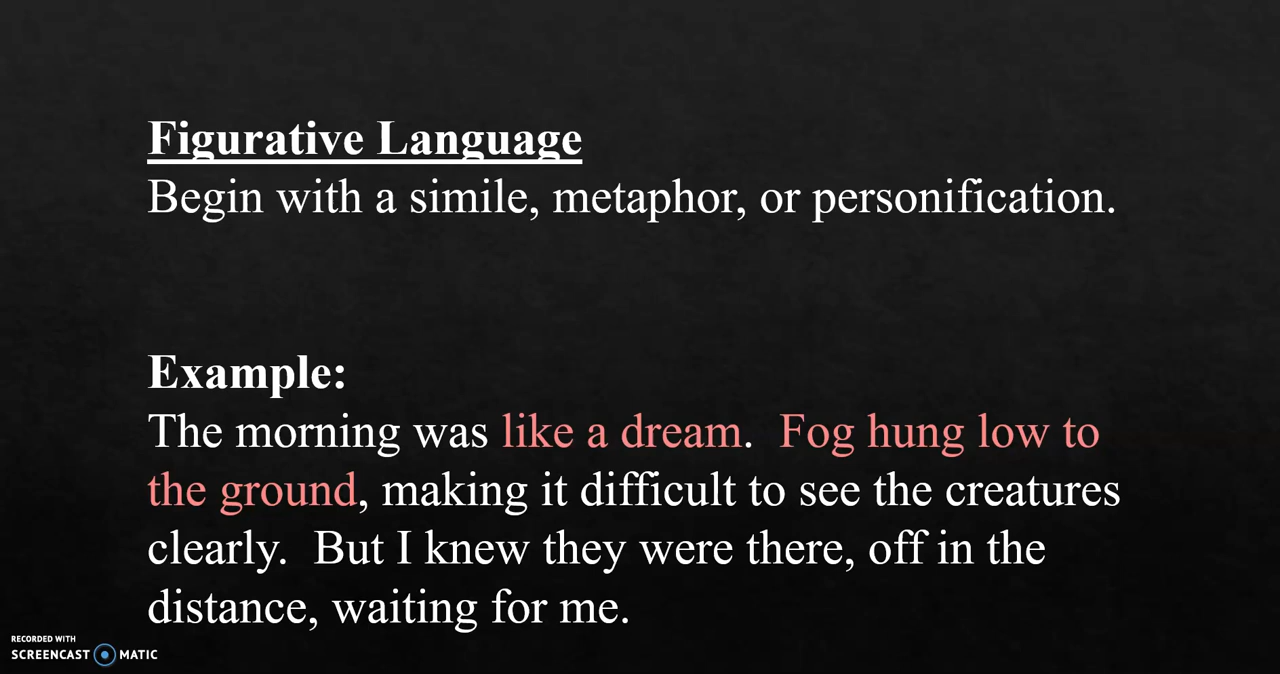 Figurative Language
Begin with a simile, metaphor, or personification.
Example:
The morning was like a dream.  Fog hung low to
the ground, making it difficult to see the creatures
clearly.  But I knew they were there, off in the
distance, waiting for me.
RECORDED WITH
SCREENCAST MATIC